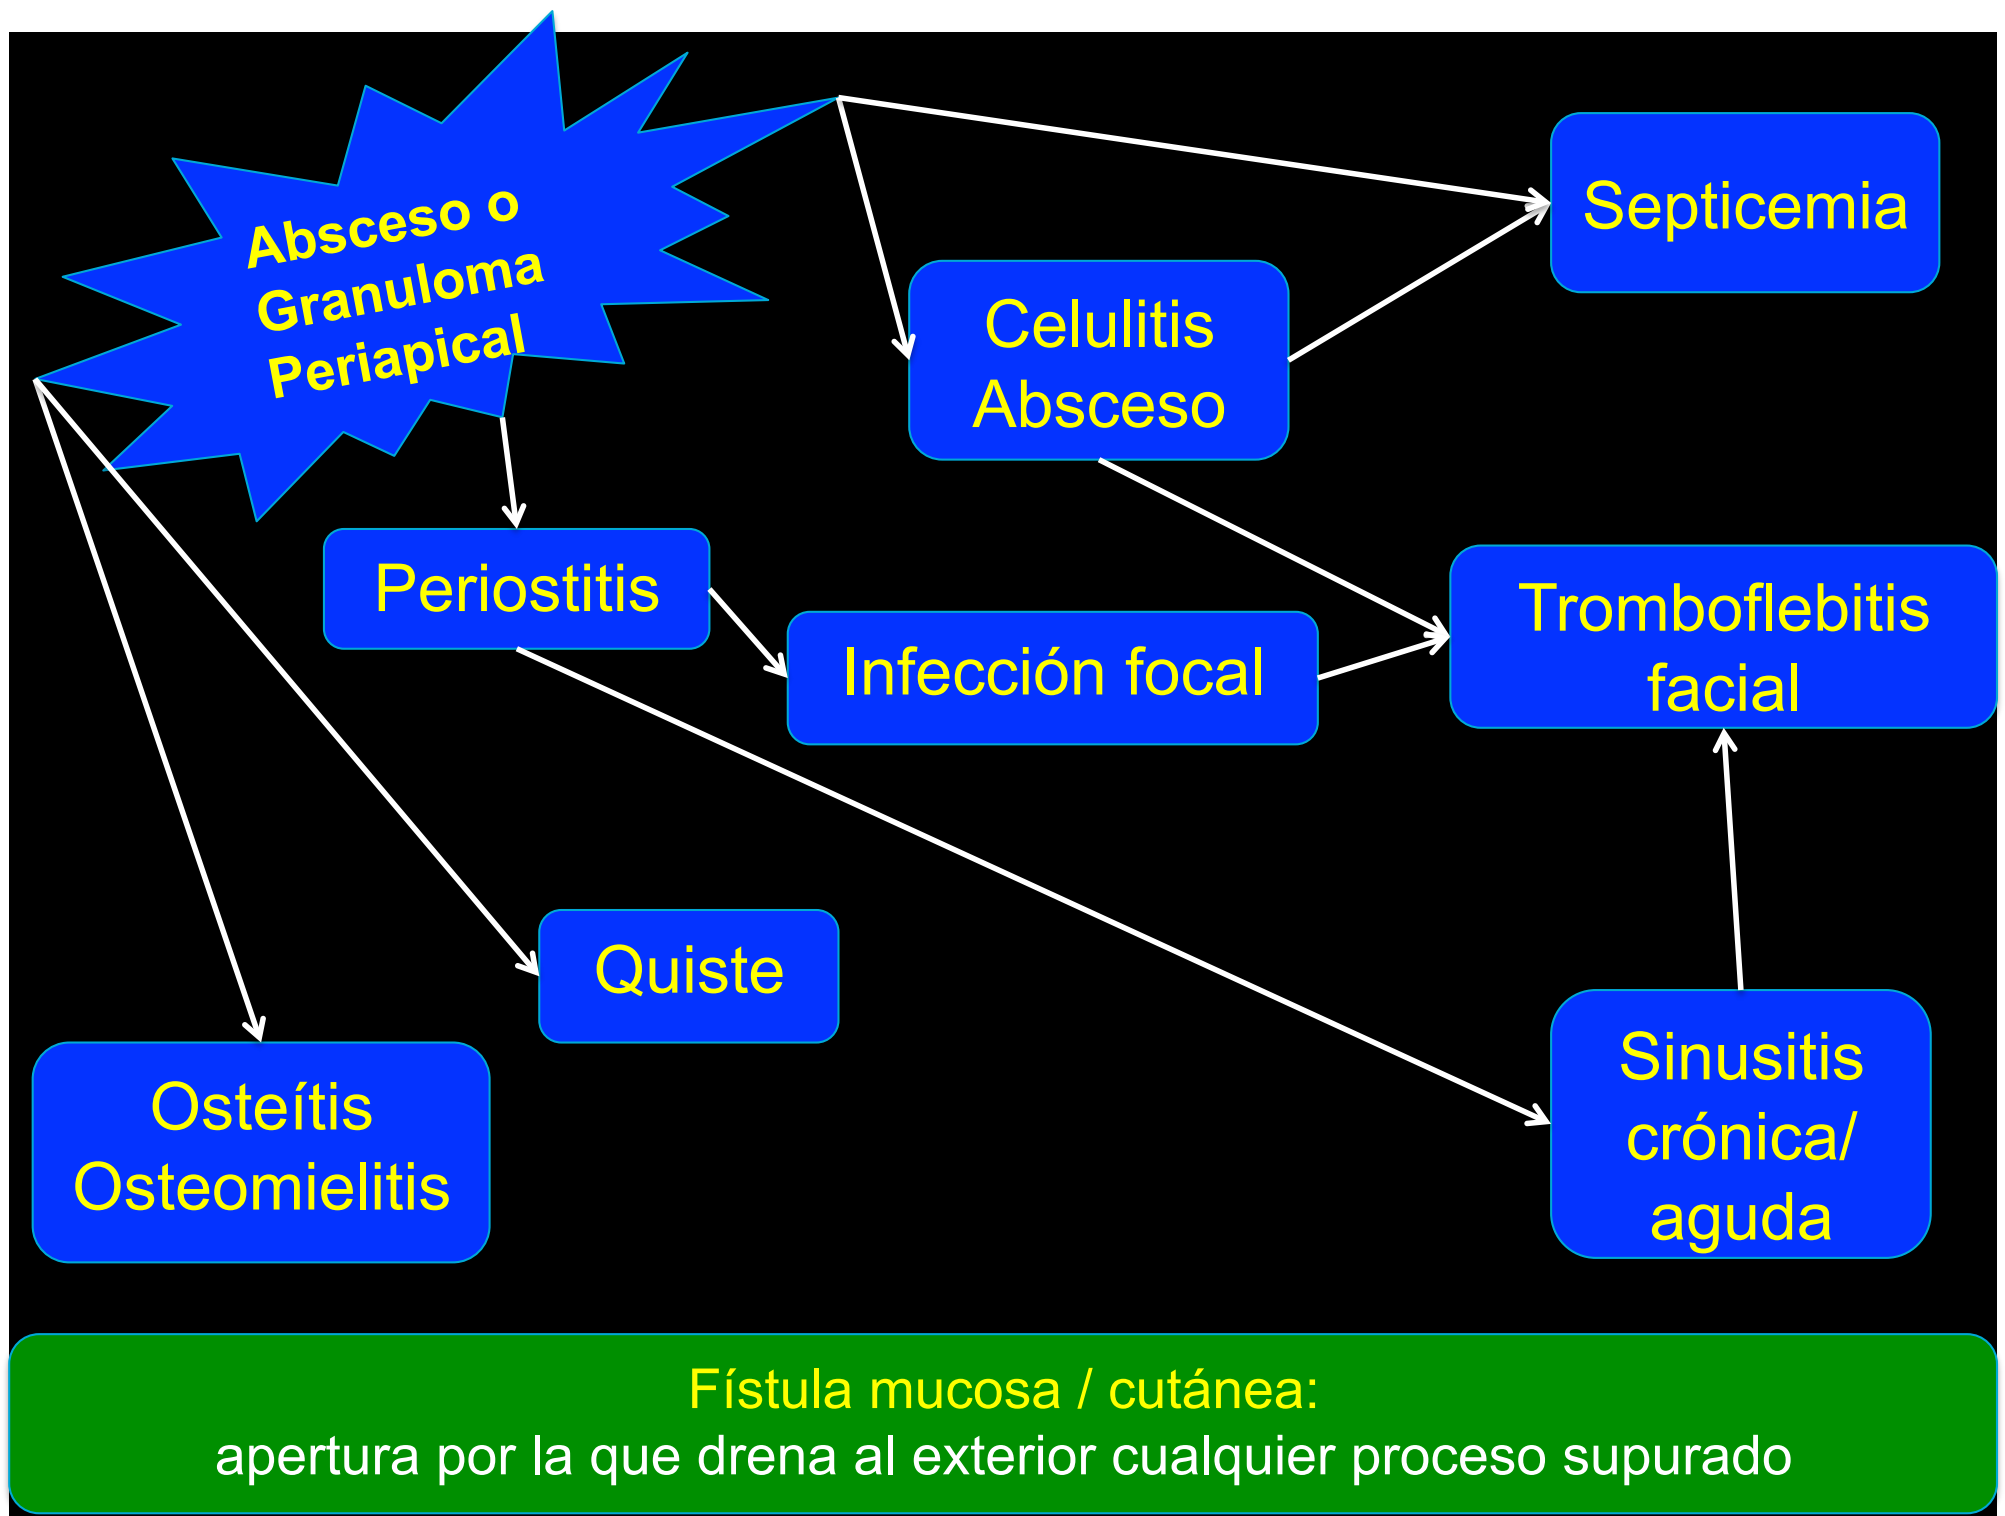 Absceso o
Granuloma
Periapical
Septicemia
Celulitis
Absceso
Periostitis
Infección focal
Tromboflebitis
facial
Quiste
Osteítis
Osteomielitis
Sinusitis
crónica/
aguda
Fístula mucosa / cutánea:
apertura por la que drena al exterior cualquier proceso supurado